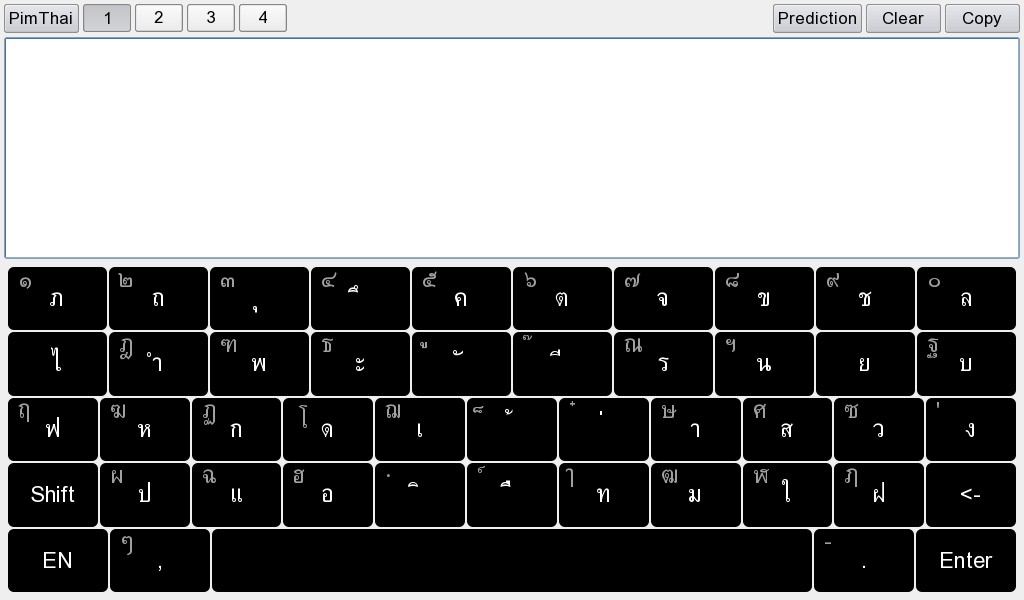 PimThai 1 2 3 4 Prediction Clear Copy
๑ ภ ๒ ถ ๓ ุ ๔ ึ ๕ ค ๖ ต ๗ จ ๘ ข ๙ ช ๐ ล
ไ ฎ ำ ฑ พ ธ ะ ู ั ๊ ี ณ ร ฯ น ย ฐ บ
ฤ ฟ ฆ ห ฏ ก โ ด ฌ เ ็ ้ ๋ ่ ษ า ศ ส ซ ว ง
Shift ผ ป ฉ แ ฮ อ ฺ ิ ์ ื ๅ ท ฒ ม ฬ ใ ฦ ฝ <-
EN ๆ , - . Enter